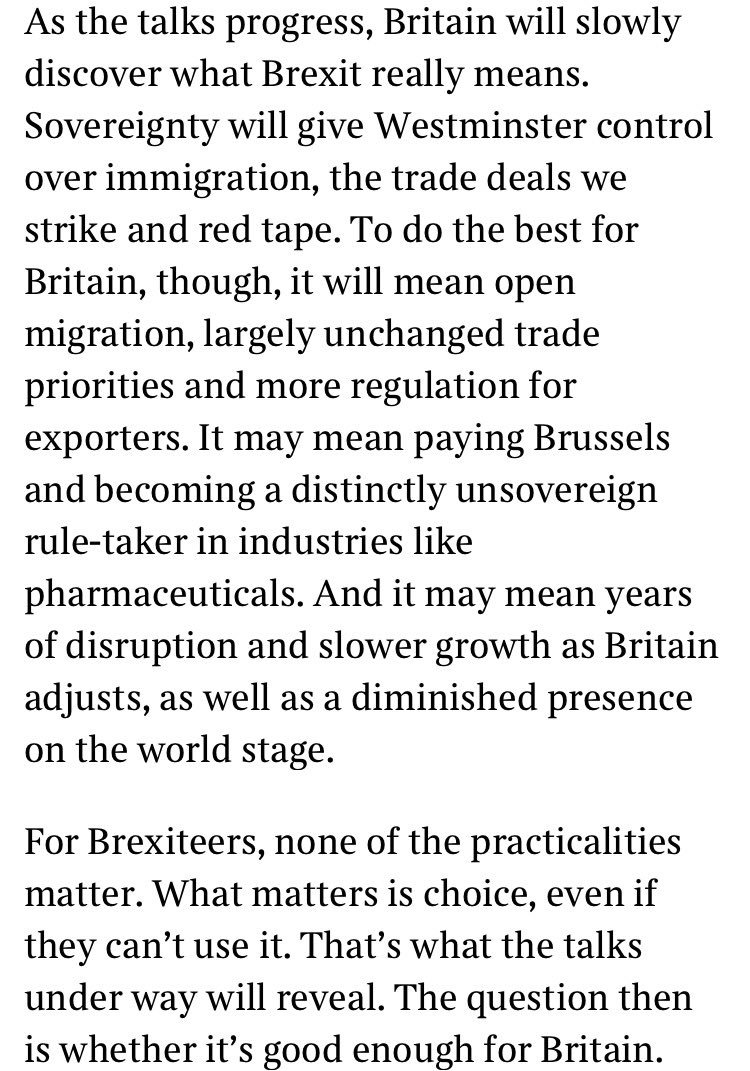 As the talks progress, Britain will slowly
discover what Brexit really means.
Sovereignty will give Westminster control
over immigration, the trade deals we
strike and red tape. To do the best for
Britain, though, it will mean open
migration, largely unchanged trade
priorities and more regulation for
exporters. It may mean paying Brussels
and becoming a distinctly unsovereign
rule-taker in industries like
pharmaceuticals. And it may mean years
of disruption and slower growth as Britain
adjusts, as well as a diminished presence
on the world stage.
For Brexiteers, none of the practicalities
matter. What matters is choice, even if
they can’t use it. That’s what the talks
under way will reveal. The question then
is whether it’s good enough for Britain.